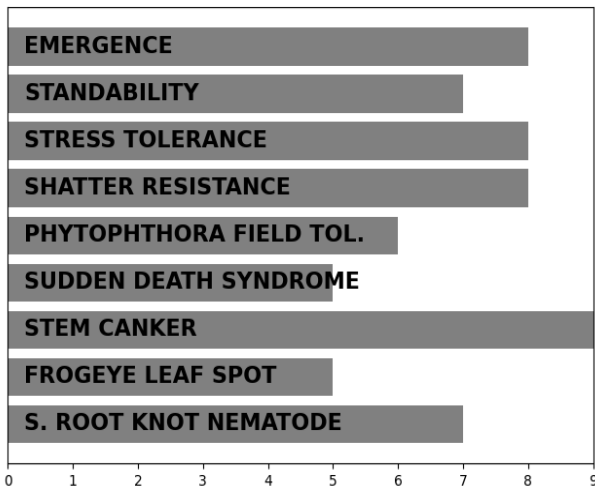 EMERGENCE
STANDABILITY
STRESS TOLERANCE
SHATTER RESISTANCE
PHYTOPHTHORA FIELD TOL.
SUDDEN DEATH SYNDROME
STEM CANKER
FROGEYE LEAF SPOT
S. ROOT KNOT NEMATODE
0 1 2 3 4 5 6 7 8 9